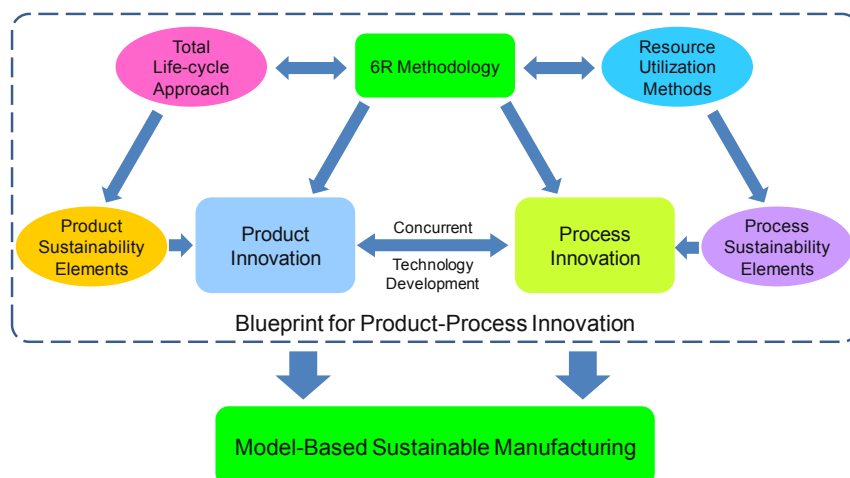 Total
Life-cycle
Approach
6R Methodology
Resource
Utilization
Methods
Product
Sustainability
Elements
Product
Innovation
Concurrent
Technology
Development
Process
Innovation
Process
Sustainability
Elements
Blueprint for Product-Process Innovation
Model-Based Sustainable Manufacturing